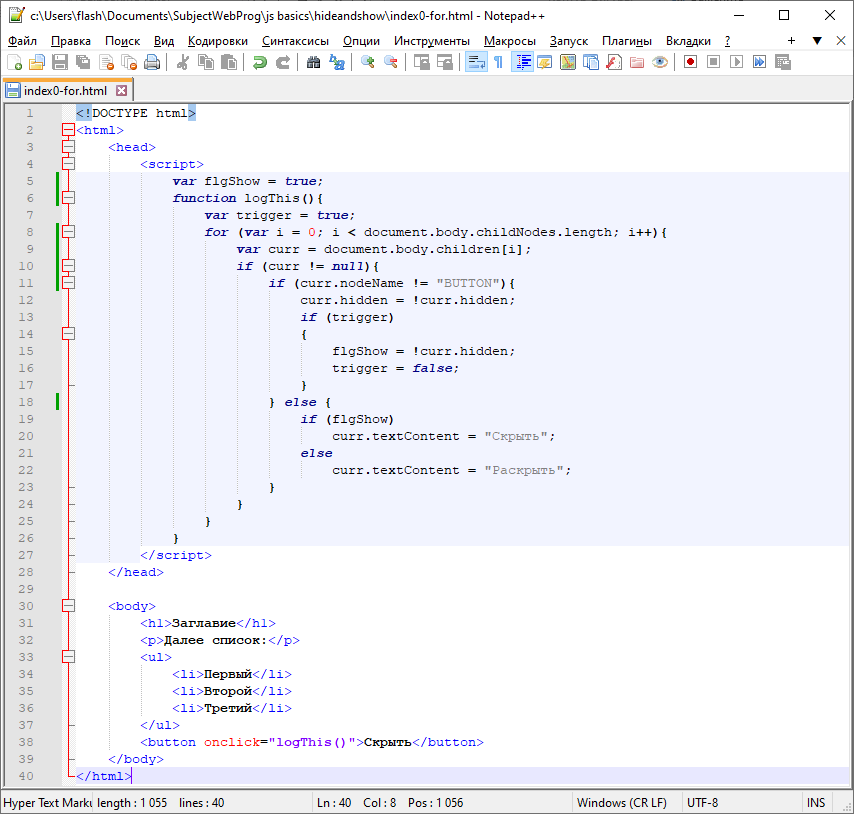 c:\Users\flash\Documents\SubjectWebProg\js basics\hideandshow\index0-for.html - Notepad++
Файл Правка Поиск Вид Кодировки Синтаксисы Опции Инструменты Макросы Запуск Плагины Вкладки ? + ▼ X
index0-for.html
1 <!DOCTYPE html>
2 <html>
3 <head>
4 <script>
5 var flgShow = true;
6 function logThis(){
7 var trigger = true;
8 for (var i = 0; i < document.body.childNodes.length; i++){
9 var curr = document.body.children[i];
10 if (curr != null){
11 if (curr.nodeName != "BUTTON"){
12 curr.hidden = !curr.hidden;
13 if (trigger)
14 {
15 flgShow = !curr.hidden;
16 trigger = false;
17 }
18 } else {
19 if (flgShow)
20 curr.textContent = "Скрыть";
21 else
22 curr.textContent = "Раскрыть";
23 }
24 }
25 }
26 }
27 </script>
28 </head>
29
30 <body>
31 <h1>Заглавие</h1>
32 <p>Далее список:</p>
33 <ul>
34 <li>Первый</li>
35 <li>Второй</li>
36 <li>Третий</li>
37 </ul>
38 <button onclick="logThis()">Скрыть</button>
39 </body>
40 </html>
Hyper Text Marku length : 1 055 lines : 40 Ln : 40 Col : 8 Pos : 1 056 Windows (CR LF) UTF-8 INS